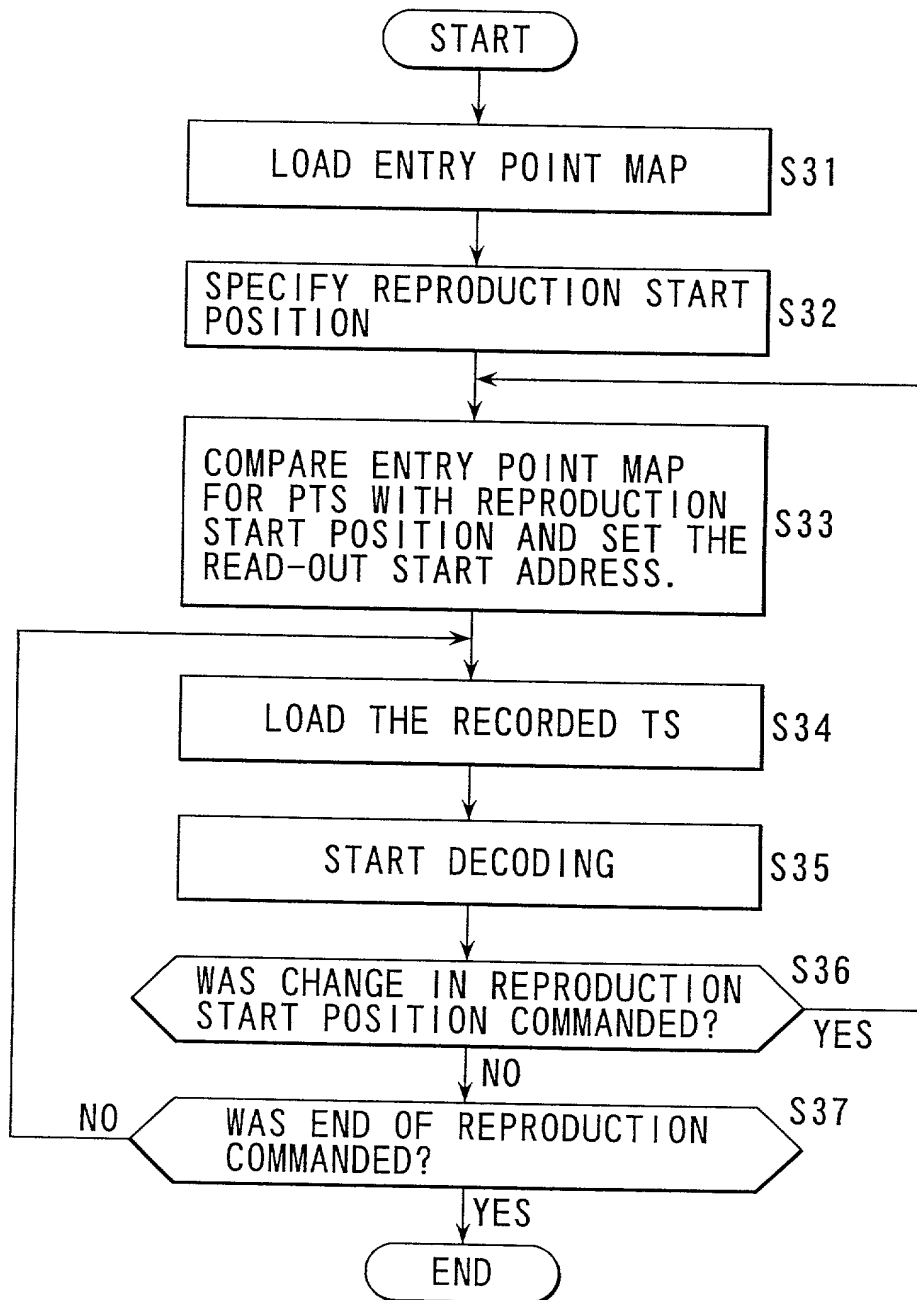 START
LOAD ENTRY POINT MAP
S31
SPECIFY REPRODUCTION START
POSITION
S32
COMPARE ENTRY POINT MAP
FOR PTS WITH REPRODUCTION
START POSITION AND SET THE
READ-OUT START ADDRESS.
S33
LOAD THE RECORDED TS
S34
START DECODING
S35
WAS CHANGE IN REPRODUCTION
START POSITION COMMANDED?
S36
YES
NO
WAS END OF REPRODUCTION
COMMANDED?
S37
NO
YES
END